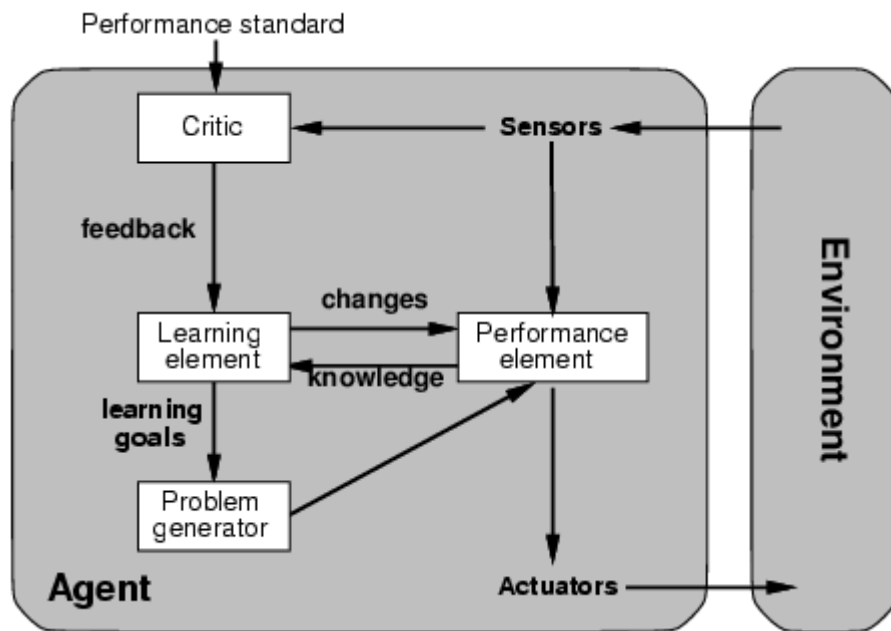 Performance standard
Critic
Sensors
feedback
changes
Learning
element
Performance
element
knowledge
learning
goals
Problem
generator
Agent
Actuators
Environment